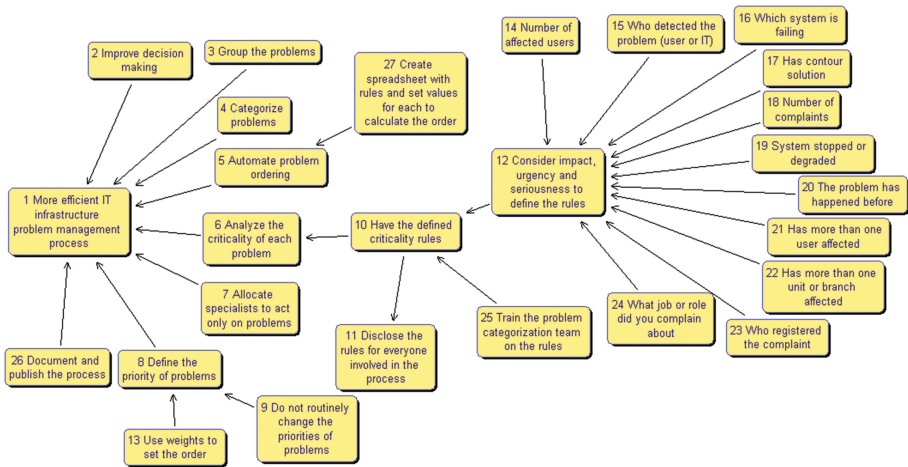 14 Number of
affected users
15 Who detected the
problem (user or IT)
16 Which system is
failing
2 Improve decision
making
3 Group the problems
27 Create
spreadsheet with
rules and set values
for each to
calculate the order
17 Has contour
solution
4 Categorize
problems
18 Number of
complaints
5 Automate problem
ordering
12 Consider impact,
urgency and
seriousness to
define the rules
19 System stopped or
degraded
20 The problem has
happened before
1 More efficient IT
infrastructure
problem management
process
6 Analyze the
criticality of each
problem
10 Have the defined
criticality rules
21 Has more than one
user affected
22 Has more than one
unit or branch
affected
7 Allocate
specialists to act
only on problems
24 What job or role
did you complain
about
25 Train the problem
categorization team
on the rules
23 Who registered
the complaint
11 Disclose the
rules for everyone
involved in the
process
26 Document and
publish the process
8 Define the
priority of problems
9 Do not routinely
change the
priorities of
problems
13 Use weights to
set the order